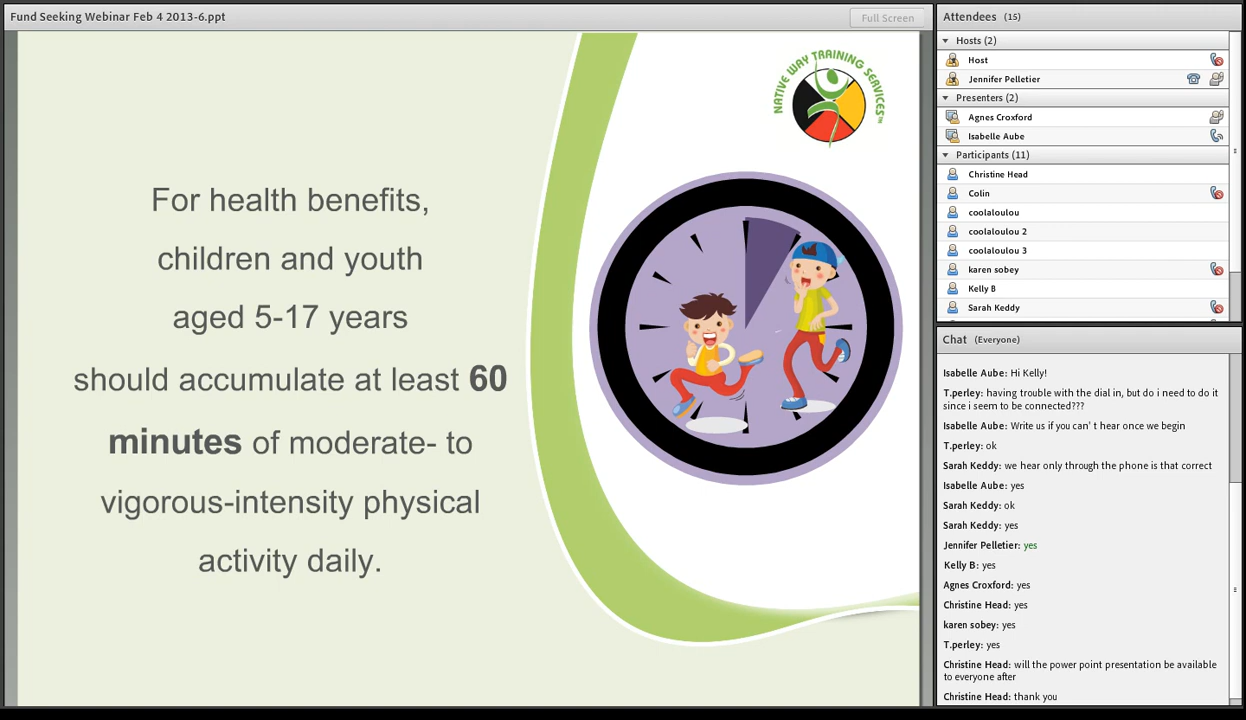 Fund Seeking Webinar Feb 4 2013-6.ppt
Full Screen
NATIVE WAY TRAINING SERVICES™
For health benefits,
children and youth
aged 5-17 years
should accumulate at least 60
minutes of moderate- to
vigorous-intensity physical
activity daily.
Attendees (15)
Hosts (2)
Host
Jennifer Pelletier
Presenters (2)
Agnes Croxford
Isabelle Aube
Participants (11)
Christine Head
Colin
coolaloulou
coolaloulou 2
coolaloulou 3
karen sobey
Kelly B
Sarah Keddy
Chat (Everyone)
Isabelle Aube: Hi Kelly!
T.perley: having trouble with the dial in, but do i need to do it
since i seem to be connected???
Isabelle Aube: Write us if you can' t hear once we begin
T.perley: ok
Sarah Keddy: we hear only through the phone is that correct
Isabelle Aube: yes
Sarah Keddy: ok
Sarah Keddy: yes
Jennifer Pelletier: yes
Kelly B: yes
Agnes Croxford: yes
Christine Head: yes
karen sobey: yes
T.perley: yes
Christine Head: will the power point presentation be available
to everyone after
Christine Head: thank you